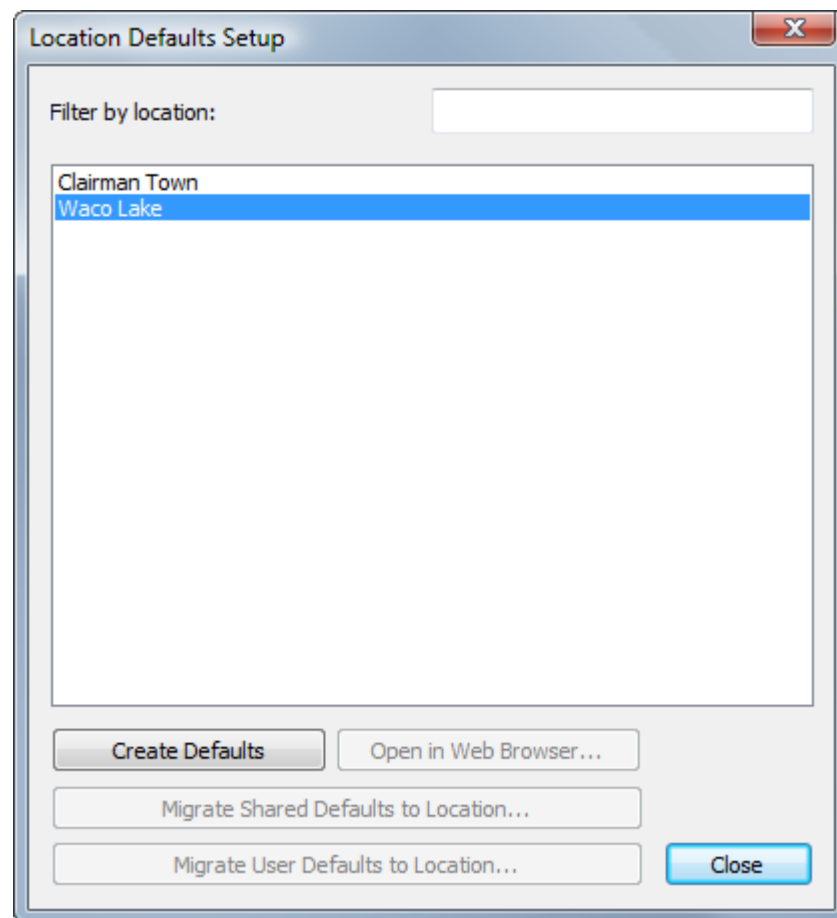 Location Defaults Setup
Filter by location:
Clairman Town
Waco Lake
Create Defaults
Open in Web Browser...
Migrate Shared Defaults to Location...
Migrate User Defaults to Location...
Close